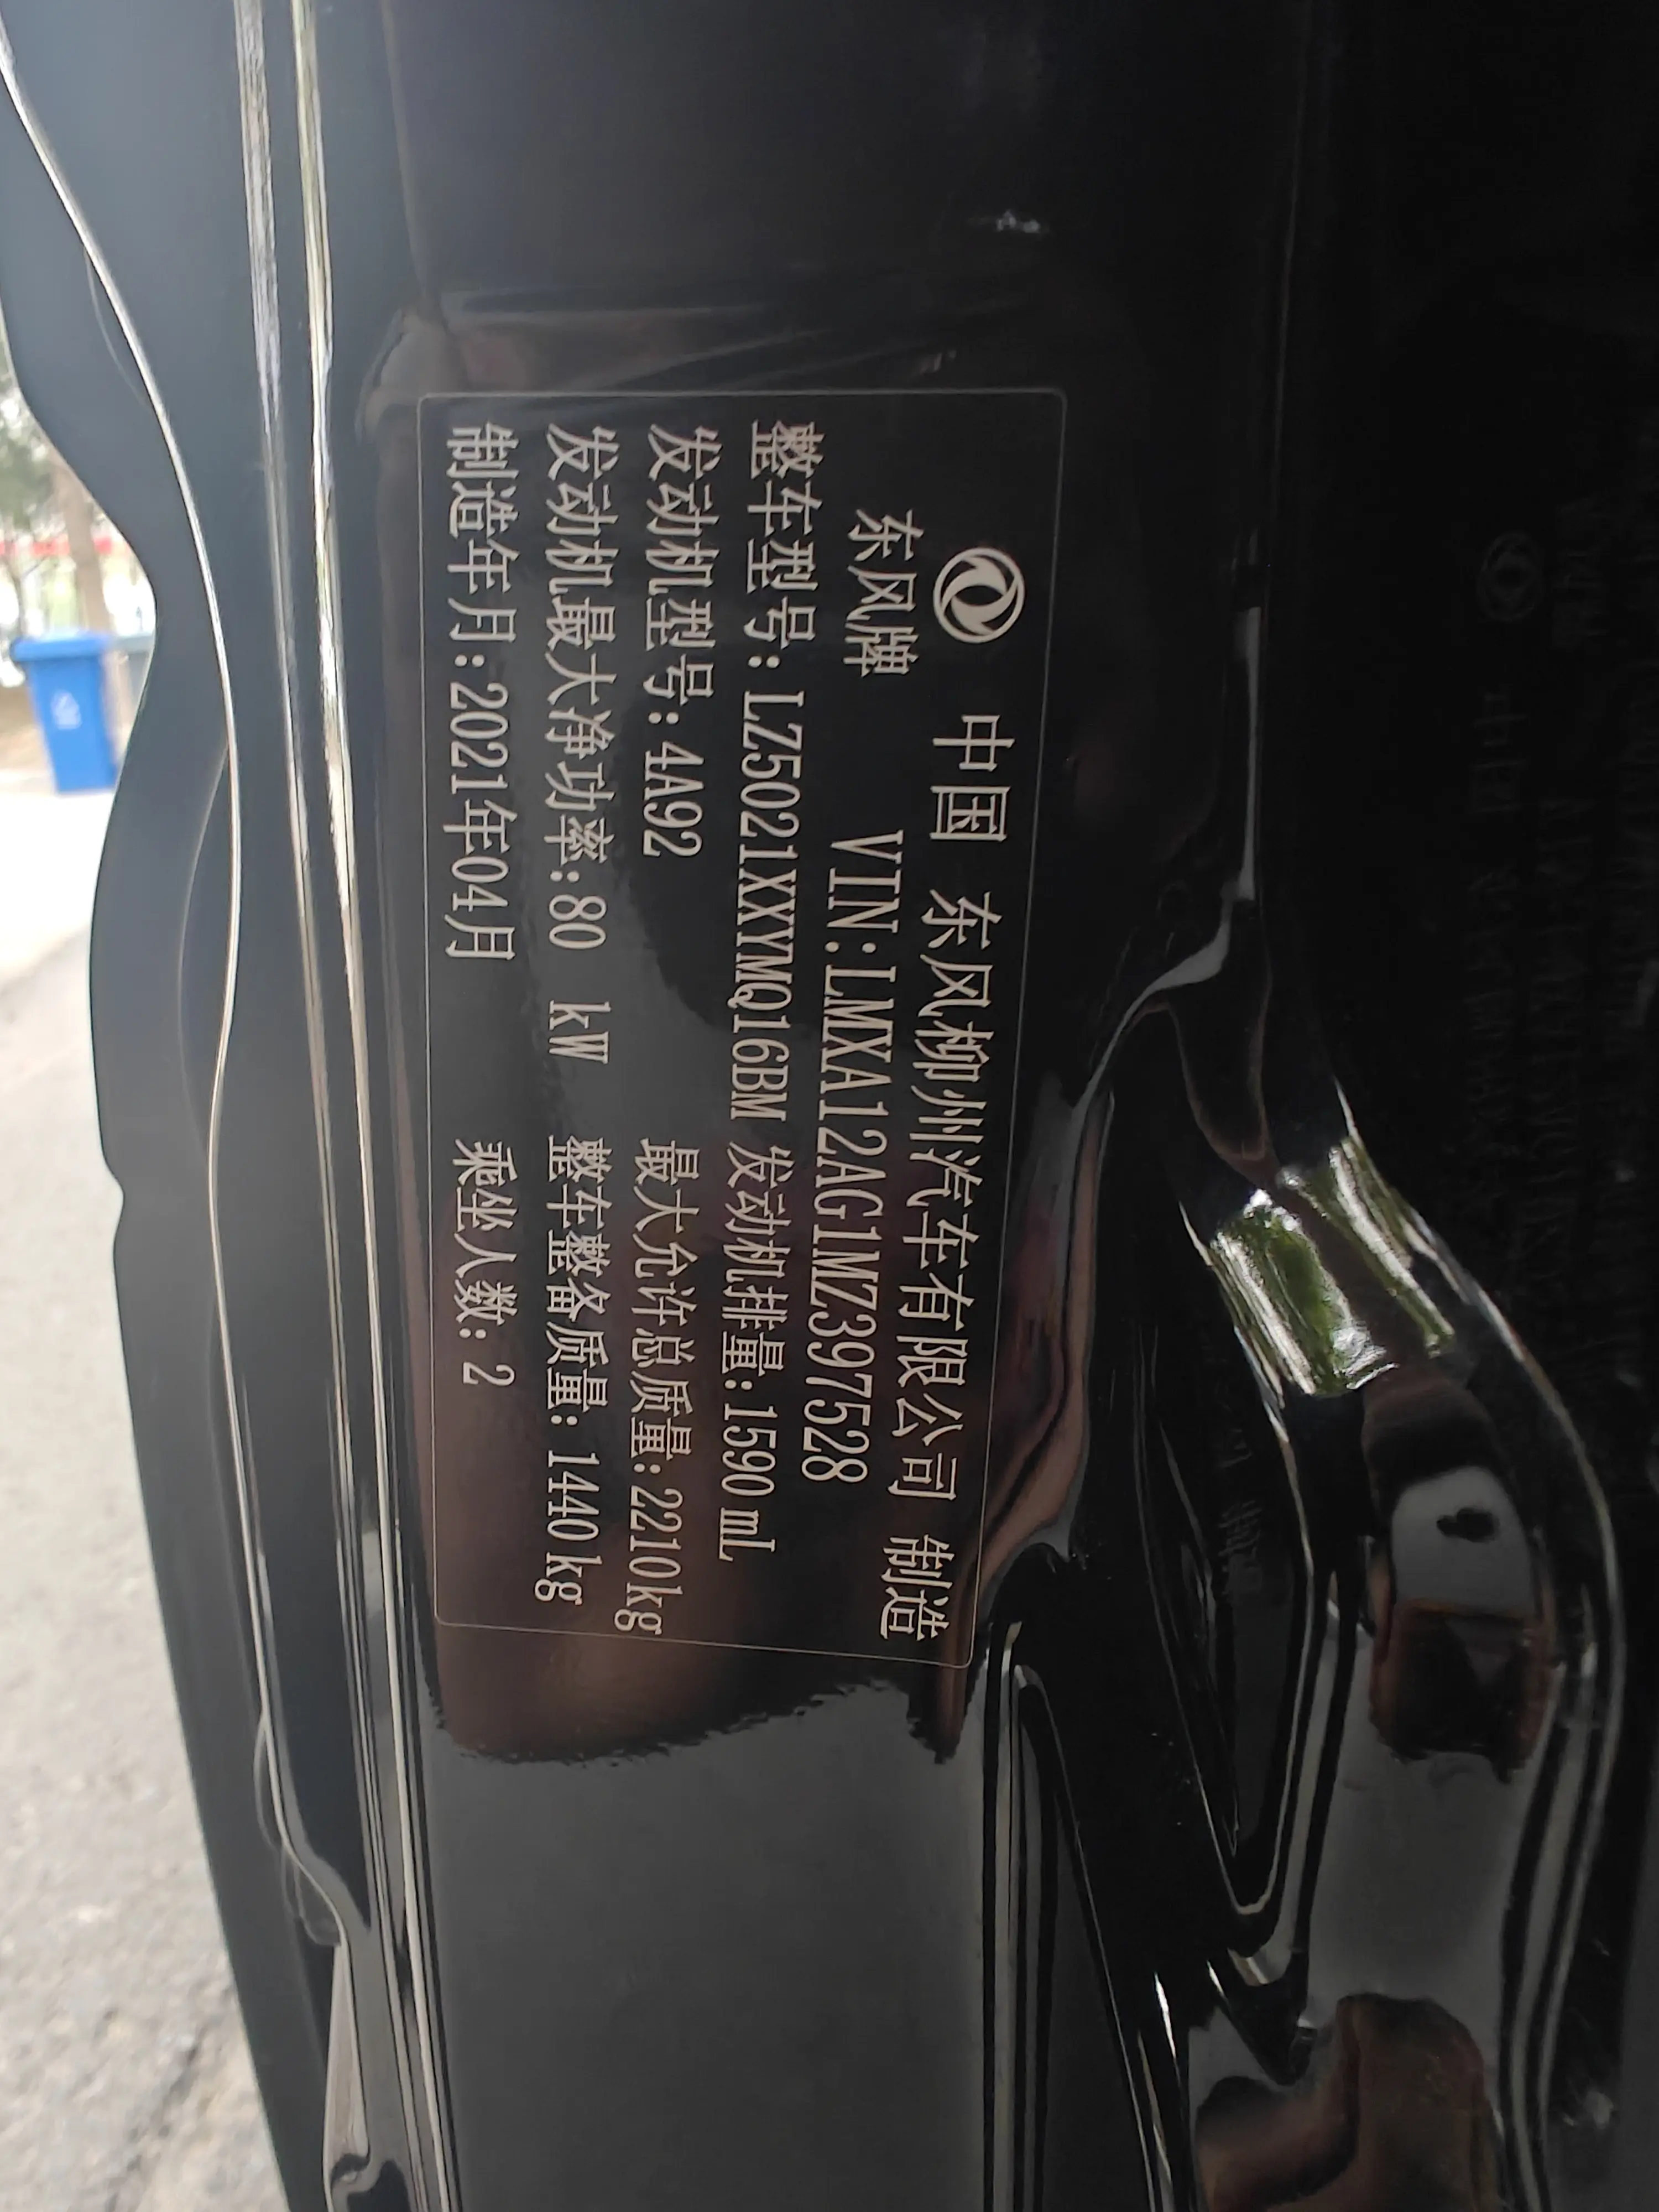 中国 东风柳州汽车有限公司 制造
东风牌 VIN:LMXA12AG1MZ397528
整车型号:LZ5021XXYMQ16BM 发动机排量:1590 mL
发动机型号:4A92 最大允许总质量:2210kg
发动机最大净功率:80 kW 整车整备质量:1440kg
制造年月:2021年04月 乘坐人数:2